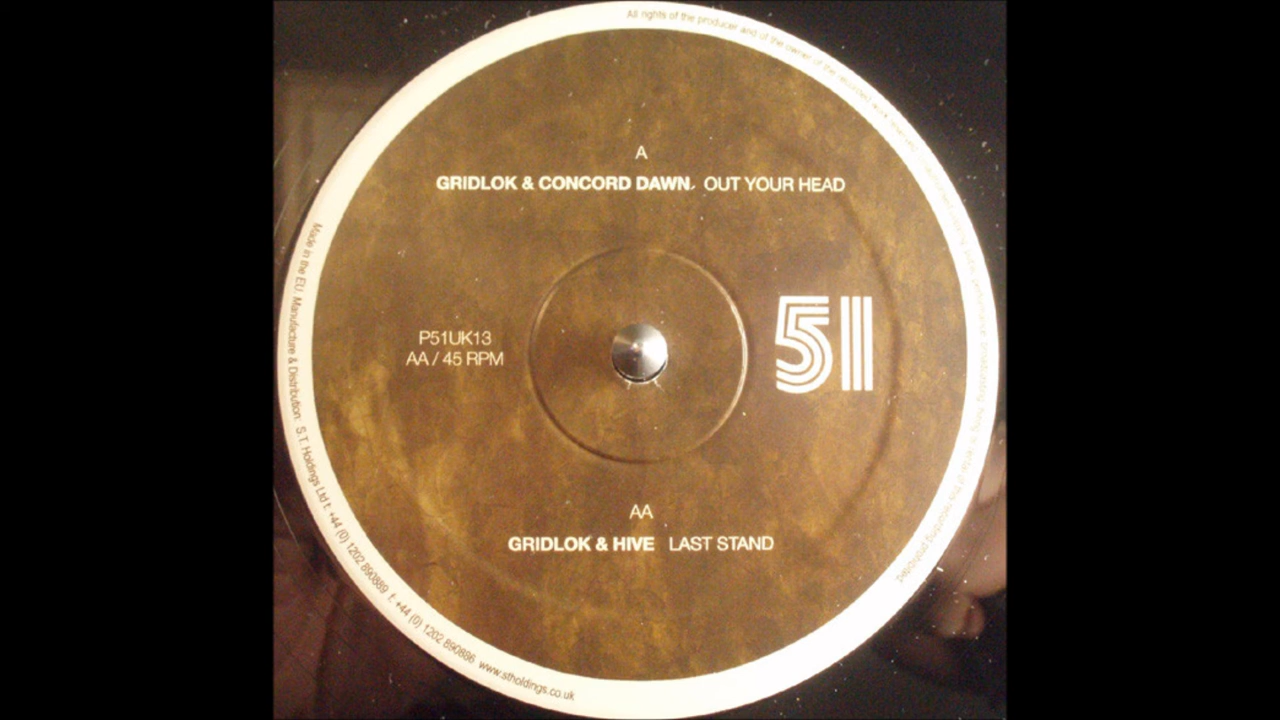 All rights of the producer and of the owner of the recorded work reserved.
A
GRIDLOK & CONCORD DAWN OUT YOUR HEAD
P51UK13
AA / 45 RPM
51
AA
GRIDLOK & HIVE LAST STAND
Made in the EU. Manufacture & Distribution: S.T. Holdings Ltd t: +44 (0) 1202 890889 f: +44 (0) 1202 890886 www.stholdings.co.uk